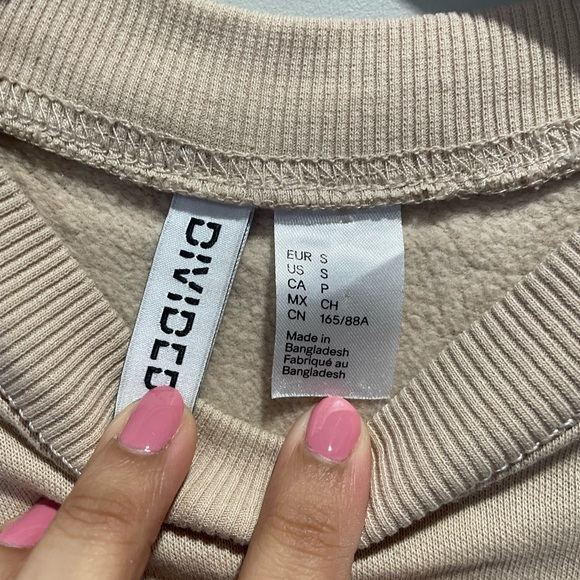 DIVIDED
EUR S
US S
CA P
MX CH
CN 165/88A
Made in
Bangladesh
Fabriqué au
Bangladesh